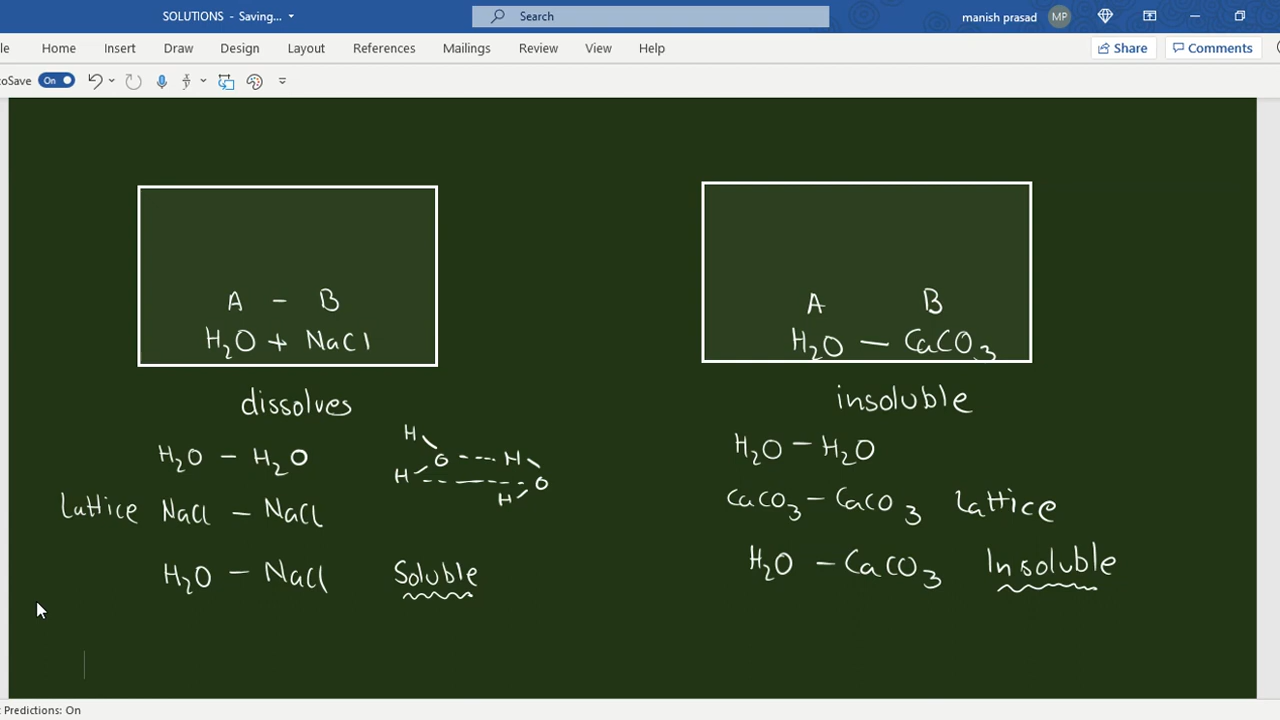 SOLUTIONS - Saving...
Search
manish prasad MP
le Home Insert Draw Design Layout References Mailings Review View Help
Share Comments
oSave On
A - B
H₂O + NaCl
dissolves
H₂O - H₂O
H
O ---- H
H ------ O
H
Lattice NaCl - NaCl
H₂O - NaCl Soluble
A B
H₂O — CaCO₃
insoluble
H₂O - H₂O
CaCO₃ - CaCO₃ Lattice
H₂O - CaCO₃ Insoluble
Predictions: On